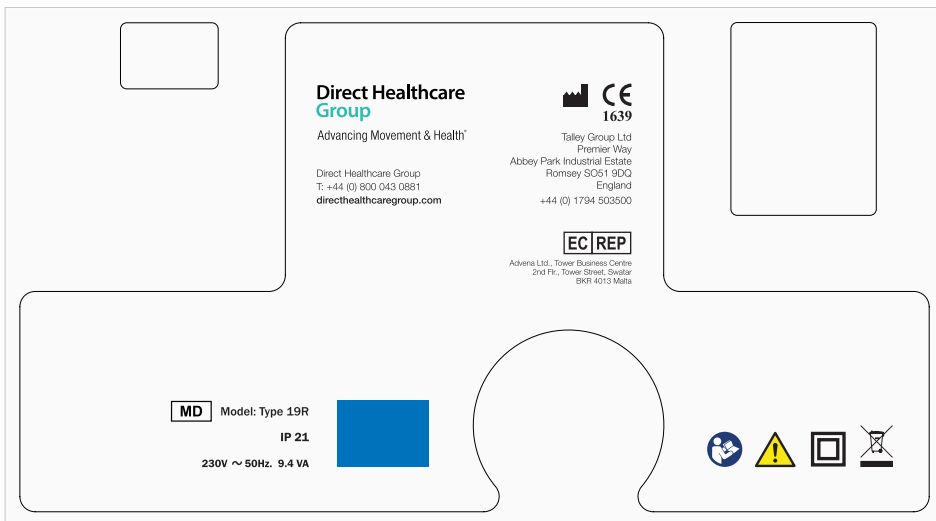 Direct Healthcare
Group
Advancing Movement & Health
Direct Healthcare Group
T: +44 (0) 800 043 0881
directhealthcaregroup.com
CE
1639
Talley Group Ltd
Premier Way
Abbey Park Industrial Estate
Romsey SO51 9DQ
England
+44 (0) 1794 503500
EC REP
Advena Ltd., Tower Business Centre
2nd Flr., Tower Street, Swatar
BKR 4013 Malta
MD Model: Type 19R
IP 21
230V ~ 50Hz. 9.4 VA